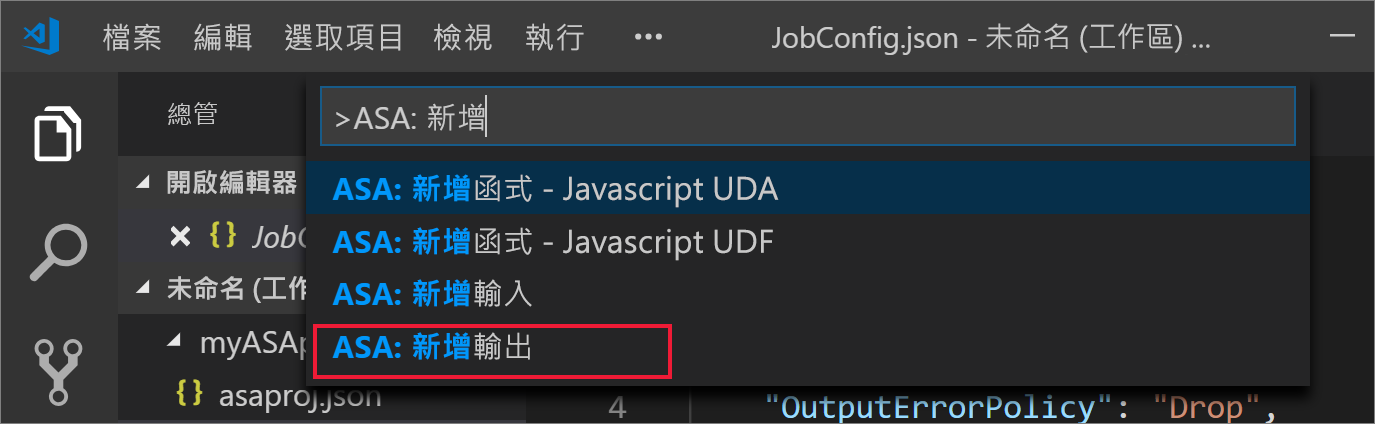 檔案 編輯 選取項目 檢視 執行 ••• JobConfig.json - 未命名 (工作區) ...
總管
>ASA: 新增
開啟編輯器
ASA: 新增函式 - Javascript UDA
{} JobC
ASA: 新增函式 - Javascript UDF
未命名 (工作
ASA: 新增輸入
myASAp
ASA: 新增輸出
{} asaproj.json
4 "OutputErrorPolicy": "Drop",